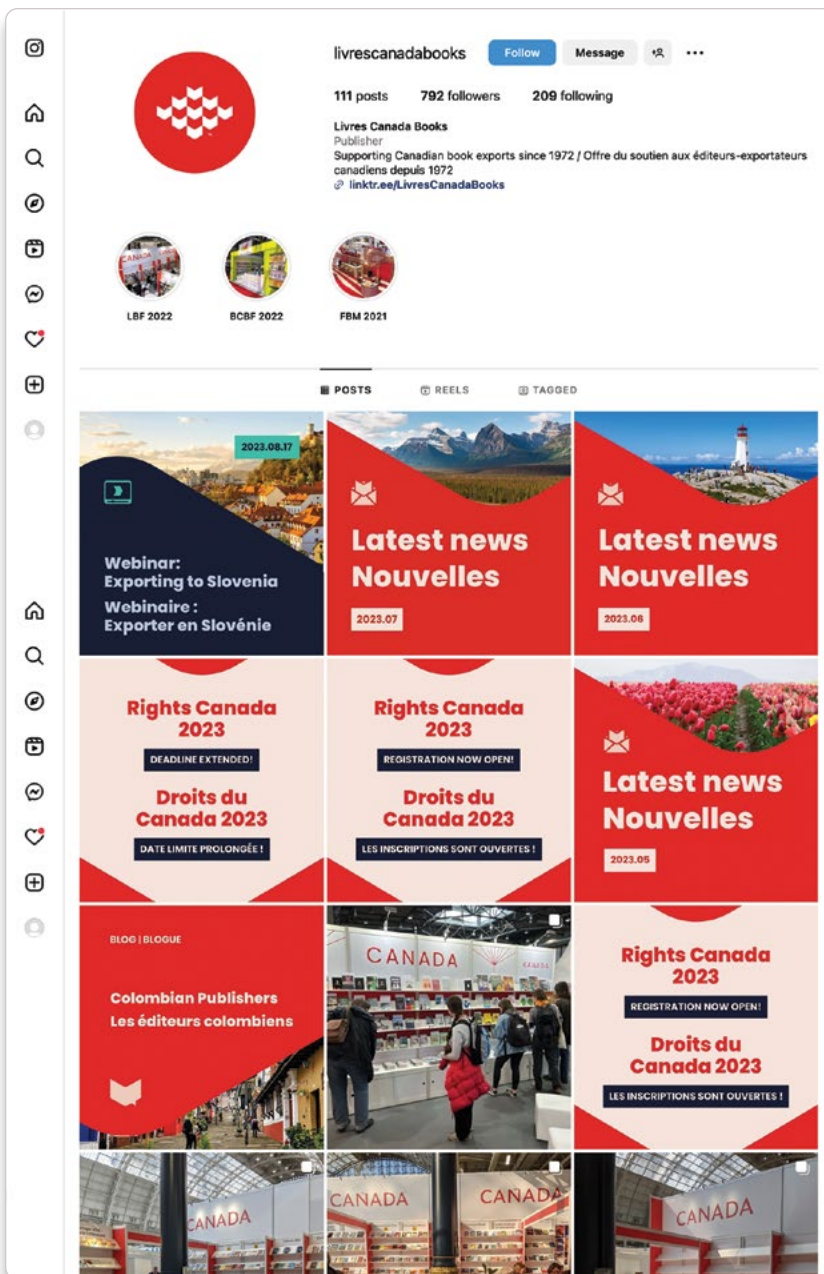 livrescanadabooks Follow Message
111 posts 792 followers 209 following
Livres Canada Books
Publisher
Supporting Canadian book exports since 1972 / Offre du soutien aux éditeurs-exportateurs
canadiens depuis 1972
linktr.ee/LivresCanadaBooks
CANADA
LBF 2022 BCBF 2022 FBM 2021
POSTS REELS TAGGED
2023.08.17
Webinar:
Exporting to Slovenia
Webinaire :
Exporter en Slovénie
Latest news
Nouvelles
2023.07
Latest news
Nouvelles
2023.06
Rights Canada
2023
DEADLINE EXTENDED!
Droits du
Canada 2023
DATE LIMITE PROLONGÉE !
Rights Canada
2023
REGISTRATION NOW OPEN!
Droits du
Canada 2023
LES INSCRIPTIONS SONT OUVERTES !
Latest news
Nouvelles
2023.05
BLOG | BLOGUE
Colombian Publishers
Les éditeurs colombiens
CANADA CANADA
Rights Canada
2023
REGISTRATION NOW OPEN!
Droits du
Canada 2023
LES INSCRIPTIONS SONT OUVERTES !
CANADA
CANADA CANADA
CANADA